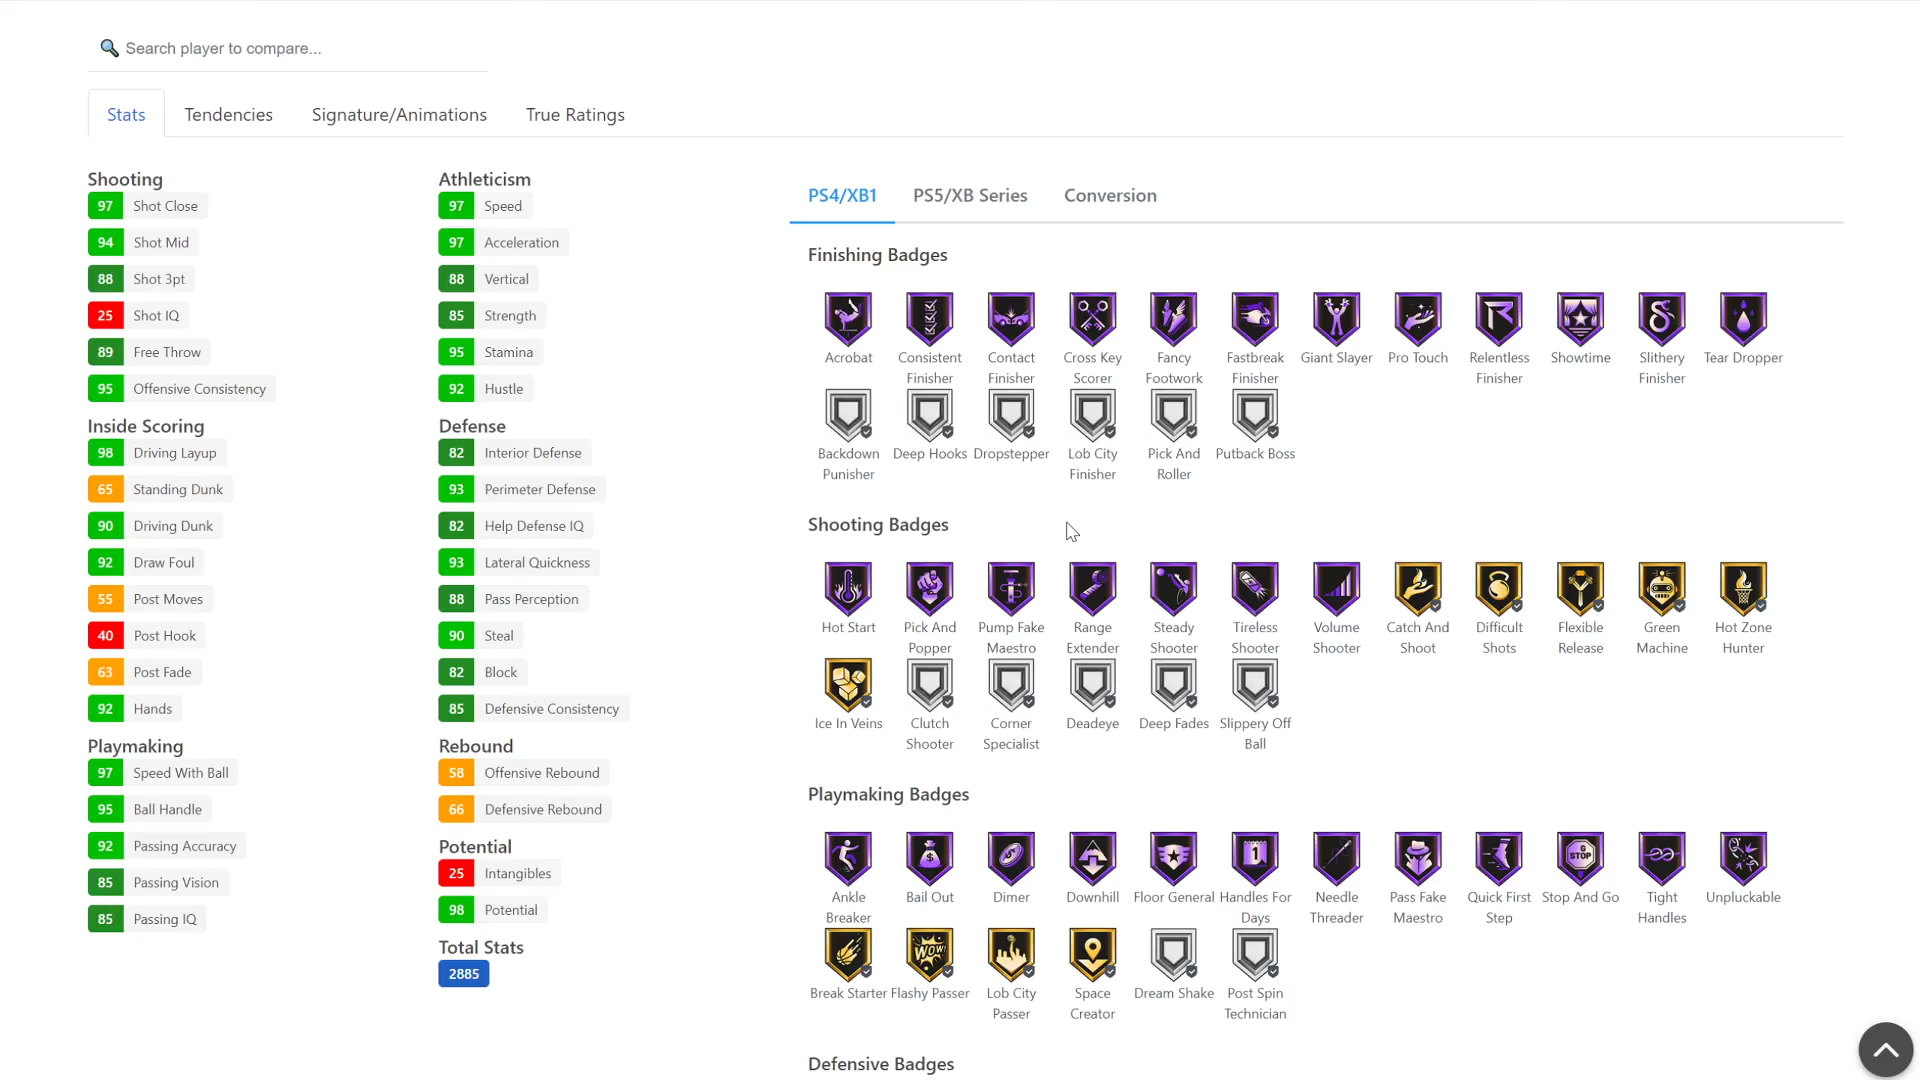 Search player to compare...
Stats
Tendencies
Signature/Animations
True Ratings
Shooting
97 Shot Close
94 Shot Mid
88 Shot 3pt
25 Shot IQ
89 Free Throw
95 Offensive Consistency
Inside Scoring
98 Driving Layup
65 Standing Dunk
90 Driving Dunk
92 Draw Foul
55 Post Moves
40 Post Hook
63 Post Fade
92 Hands
Playmaking
97 Speed With Ball
95 Ball Handle
92 Passing Accuracy
85 Passing Vision
85 Passing IQ
Athleticism
97 Speed
97 Acceleration
88 Vertical
85 Strength
95 Stamina
92 Hustle
Defense
82 Interior Defense
93 Perimeter Defense
82 Help Defense IQ
93 Lateral Quickness
88 Pass Perception
90 Steal
82 Block
85 Defensive Consistency
Rebound
58 Offensive Rebound
66 Defensive Rebound
Potential
25 Intangibles
98 Potential
Total Stats
2885
PS4/XB1
PS5/XB Series
Conversion
Finishing Badges
Acrobat
Consistent
Finisher
Contact
Finisher
Cross Key
Scorer
Fancy
Footwork
Fastbreak
Finisher
Giant Slayer
Pro Touch
Relentless
Finisher
Showtime
Slithery
Finisher
Tear Dropper
Backdown
Punisher
Deep Hooks
Dropstepper
Lob City
Finisher
Pick And
Roller
Putback Boss
Shooting Badges
Hot Start
Pick And
Popper
Pump Fake
Maestro
Range
Extender
Steady
Shooter
Tireless
Shooter
Volume
Shooter
Catch And
Shoot
Difficult
Shots
Flexible
Release
Green
Machine
Hot Zone
Hunter
Ice In Veins
Clutch
Shooter
Corner
Specialist
Deadeye
Deep Fades
Slippery Off
Ball
Playmaking Badges
Ankle
Breaker
$
Bail Out
Dimer
Downhill
Floor General
1
Handles For
Days
Needle
Threader
Pass Fake
Maestro
Quick First
Step
G
STOP
Stop And Go
Tight
Handles
Unpluckable
Break Starter
WOW!
Flashy Passer
Lob City
Passer
Space
Creator
Dream Shake
Post Spin
Technician
Defensive Badges